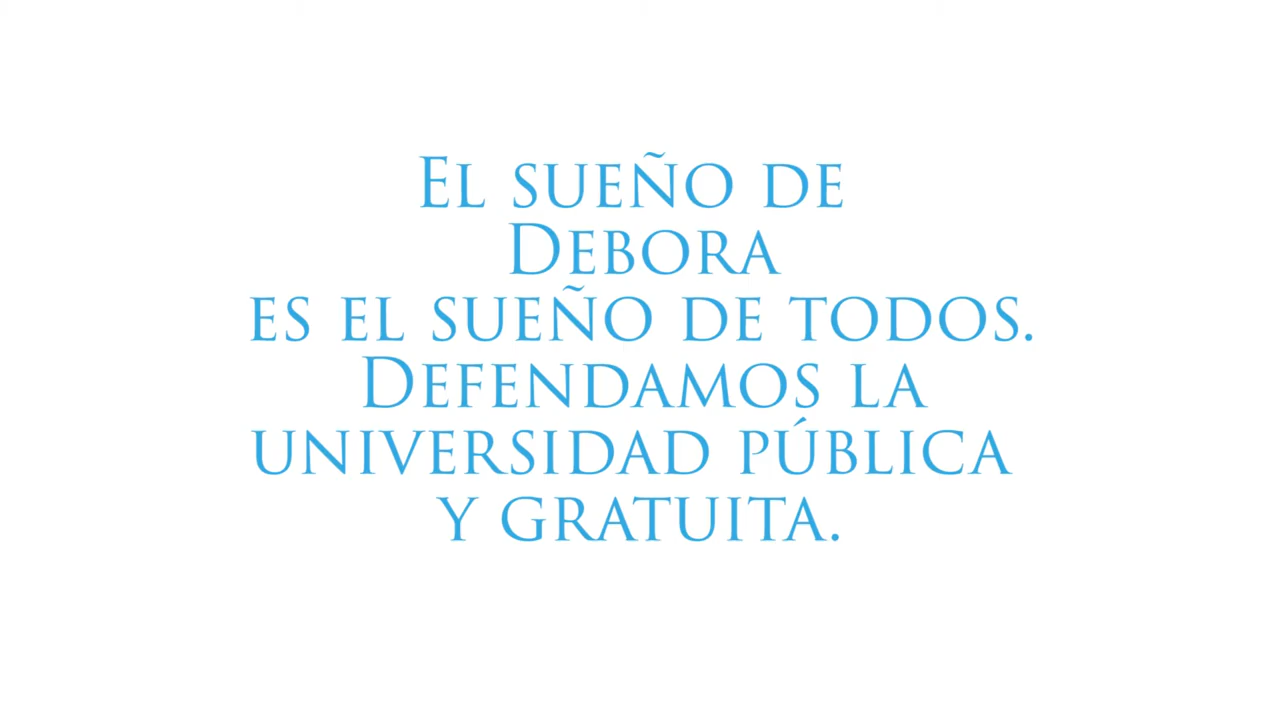 El sueño de
Debora
es el sueño de todos.
Defendamos la
universidad pública
y gratuita.